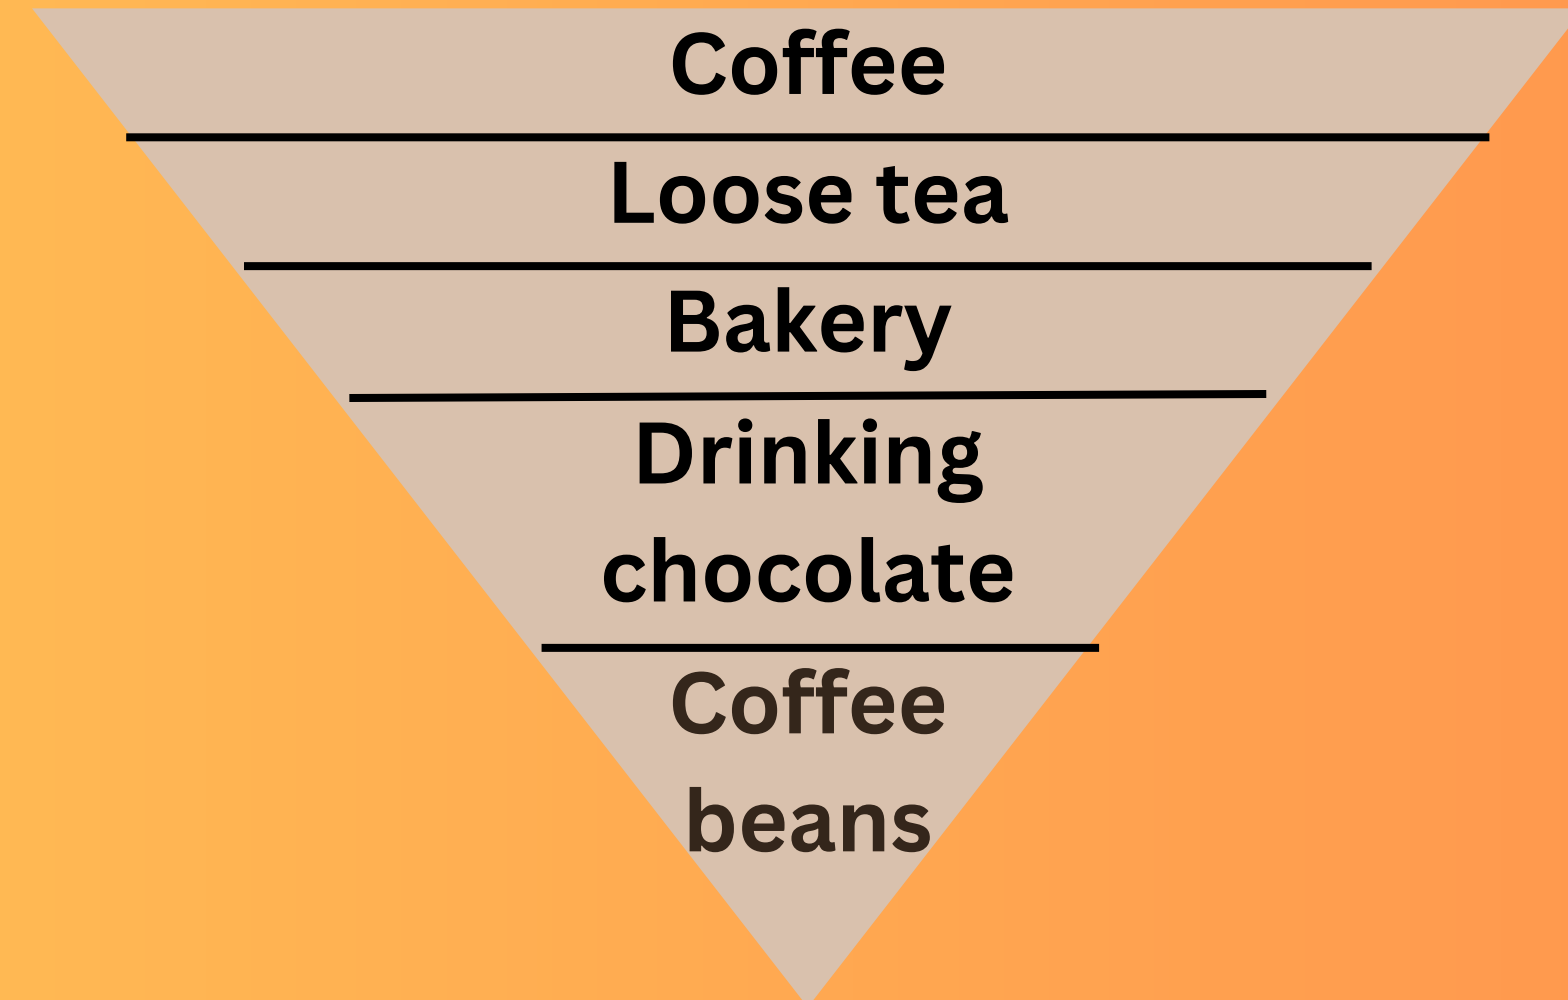 Coffee
Loose tea
Bakery
Drinking
chocolate
Coffee
beans